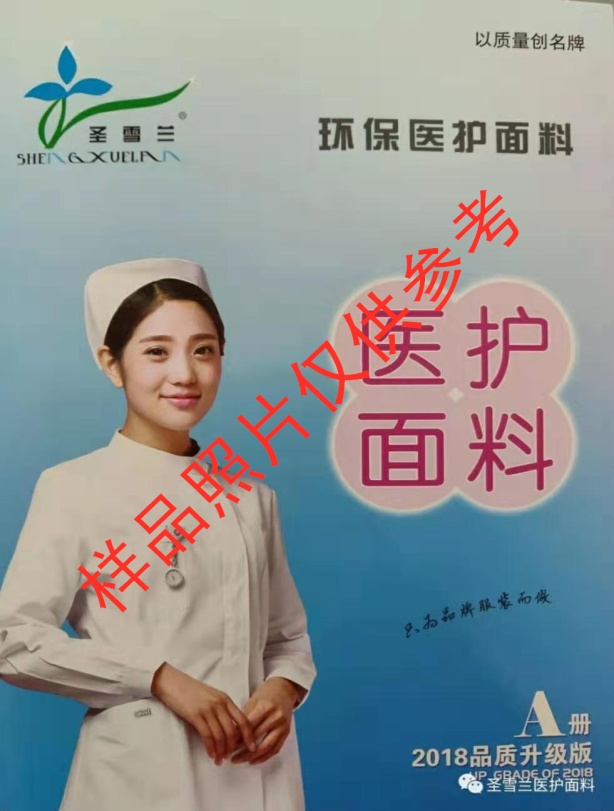 以质量创名牌
圣雪兰®
SHENGXUELAN
环保医护面料
医护
面料
样品照片仅供参考
只为品牌服装而做
A册
2018品质升级版
UP GRADE OF 2018
圣雪兰医护面料